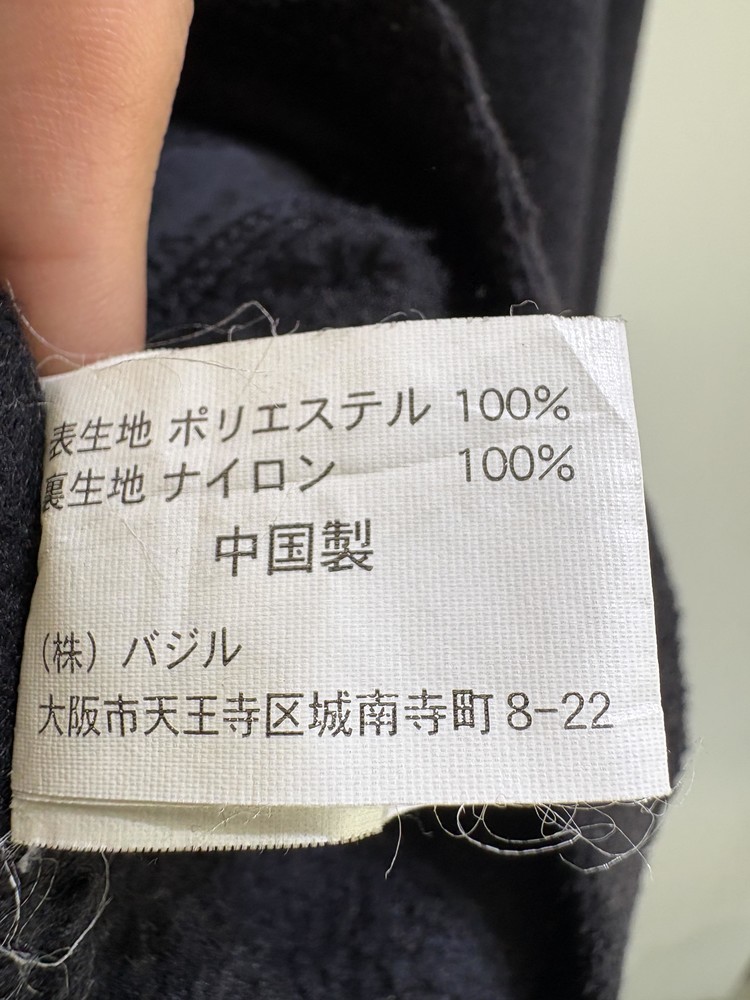 表生地 ポリエステル 100%
裏生地 ナイロン 100%
中国製
(株) バジル
大阪市天王寺区城南寺町8-22